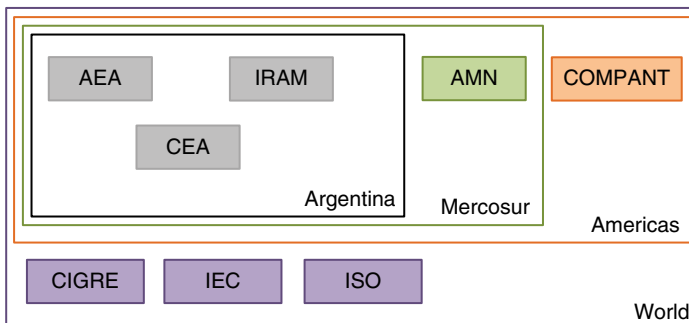 AEA
IRAM
AMN
COMPANT
CEA
Argentina
Mercosur
Americas
CIGRE
IEC
ISO
World